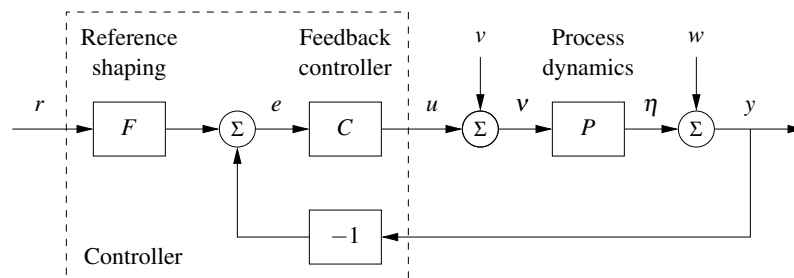 Reference
shaping
Feedback
controller
v
Process
dynamics
w
r
F
Σ
e
C
u
Σ
ν
P
η
Σ
y
−1
Controller